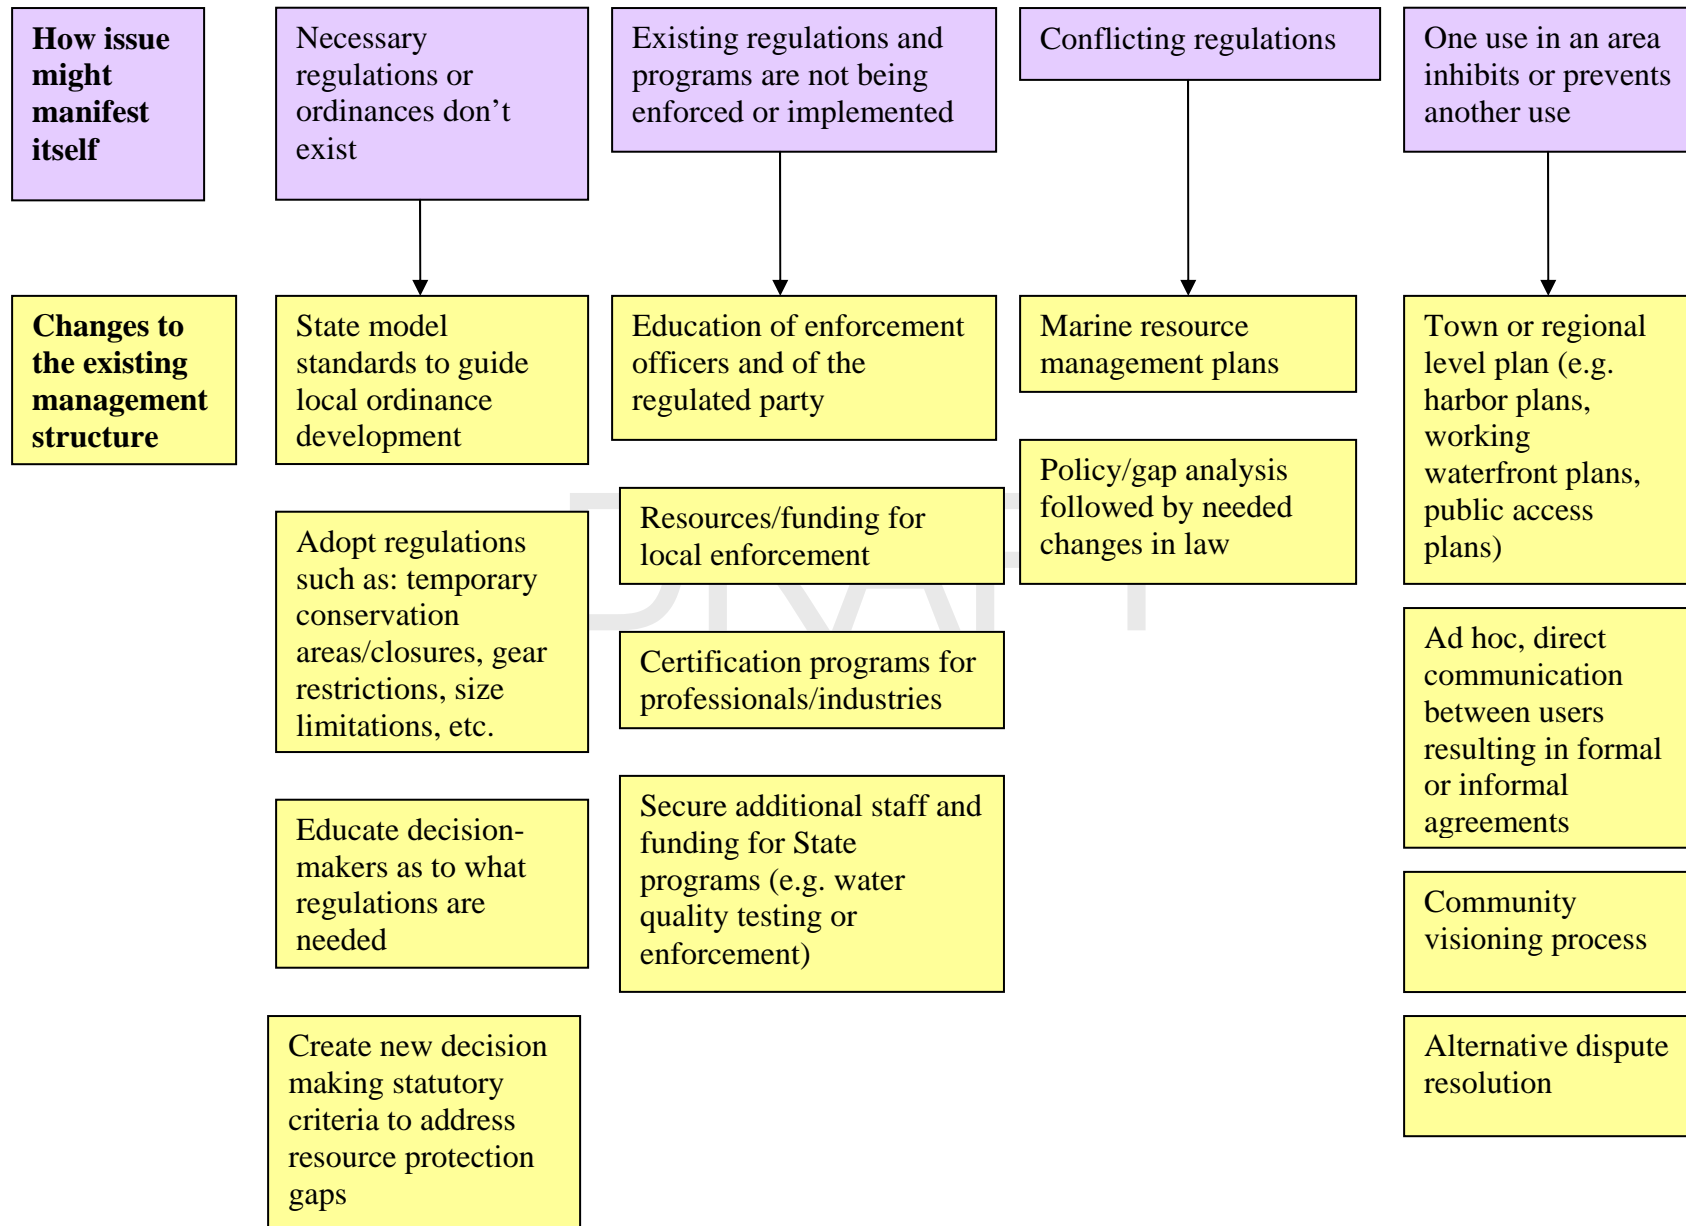 How issue
might
manifest
itself
Necessary
regulations or
ordinances don’t
exist
Existing regulations and
programs are not being
enforced or implemented
Conflicting regulations
One use in an area
inhibits or prevents
another use
Changes to
the existing
management
structure
State model
standards to guide
local ordinance
development
Adopt regulations
such as: temporary
conservation
areas/closures, gear
restrictions, size
limitations, etc.
Educate decision-
makers as to what
regulations are
needed
Create new decision
making statutory
criteria to address
resource protection
gaps
Education of enforcement
officers and of the
regulated party
Resources/funding for
local enforcement
Certification programs for
professionals/industries
Secure additional staff and
funding for State
programs (e.g. water
quality testing or
enforcement)
Marine resource
management plans
Policy/gap analysis
followed by needed
changes in law
Town or regional
level plan (e.g.
harbor plans,
working
waterfront plans,
public access
plans)
Ad hoc, direct
communication
between users
resulting in formal
or informal
agreements
Community
visioning process
Alternative dispute
resolution
DRAFT